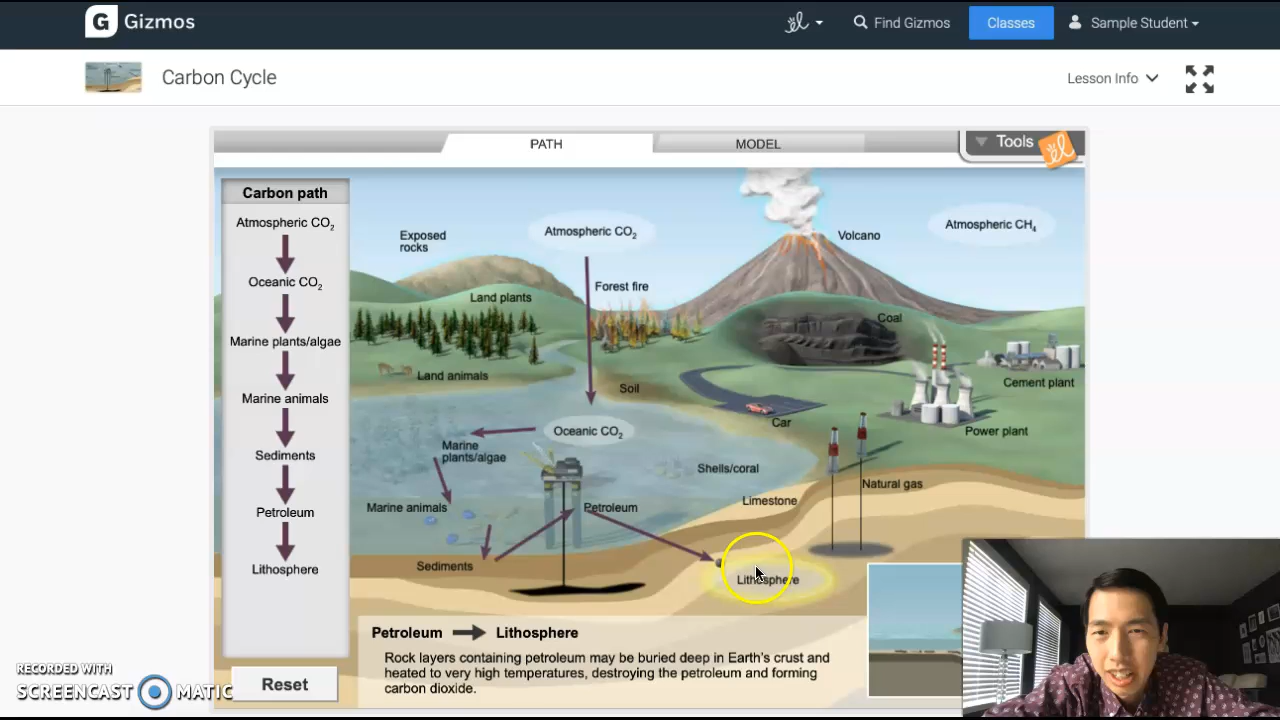 G Gizmos
Find Gizmos
Classes
Sample Student
Carbon Cycle
Lesson Info
PATH
MODEL
Tools
Carbon path
Atmospheric CO₂
Oceanic CO₂
Marine plants/algae
Marine animals
Sediments
Petroleum
Lithosphere
Reset
Exposed
rocks
Atmospheric CO₂
Volcano
Atmospheric CH₄
Forest fire
Land plants
Coal
Land animals
Soil
Cement plant
Car
Power plant
Oceanic CO₂
Marine
plants/algae
Shells/coral
Natural gas
Limestone
Marine animals
Petroleum
Sediments
Lithosphere
Petroleum Lithosphere
Rock layers containing petroleum may be buried deep in Earth's crust and
heated to very high temperatures, destroying the petroleum and forming
carbon dioxide.
RECORDED WITH
SCREENCAST MATIC